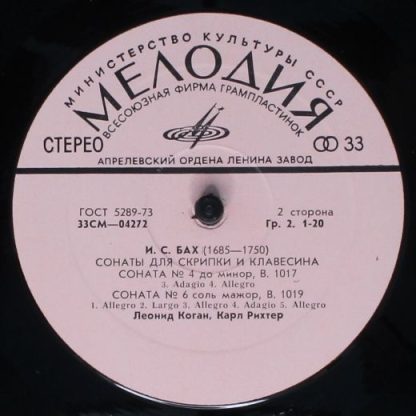 МИНИСТЕРСТВО КУЛЬТУРЫ СССР
МЕЛОДИЯ
ВСЕСОЮЗНАЯ ФИРМА ГРАМПЛАСТИНОК
СТЕРЕО 33
АПРЕЛЕВСКИЙ ОРДЕНА ЛЕНИНА ЗАВОД
ГОСТ 5289-73 2 сторона
33СМ—04272 Гр. 2. 1-20
И. С. БАХ (1685—1750)
СОНАТЫ ДЛЯ СКРИПКИ И КЛАВЕСИНА
СОНАТА № 4 до минор, В. 1017
3. Adagio 4. Allegro
СОНАТА № 6 соль мажор, В. 1019
1. Allegro 2. Largo 3. Allegro 4. Adagio 5. Allegro
Леонид Коган, Карл Рихтер